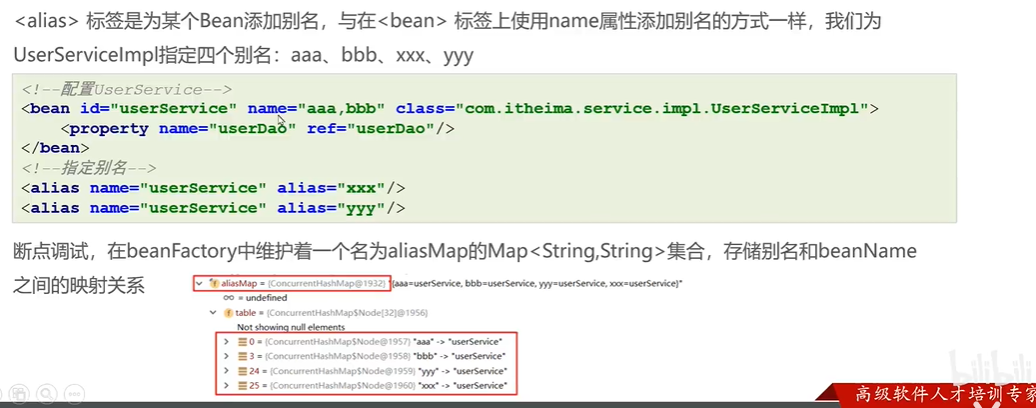 <alias> 标签是为某个Bean添加别名，与在<bean> 标签上使用name属性添加别名的方式一样，我们为
UserServiceImpl指定四个别名：aaa、bbb、xxx、yyy
<!--配置UserService-->
<bean id="userService" name="aaa,bbb" class="com.itheima.service.impl.UserServiceImpl">
<property name="userDao" ref="userDao"/>
</bean>
<!--指定别名-->
<alias name="userService" alias="xxx"/>
<alias name="userService" alias="yyy"/>
断点调试，在beanFactory中维护着一个名为aliasMap的Map<String,String>集合，存储别名和beanName
之间的映射关系
aliasMap = {ConcurrentHashMap@1932} "{aaa=userService, bbb=userService, yyy=userService, xxx=userService}"
oo = undefined
table = {ConcurrentHashMap$Node[32]@1956}
Not showing null elements
0 = {ConcurrentHashMap$Node@1957} "aaa" -> "userService"
3 = {ConcurrentHashMap$Node@1958} "bbb" -> "userService"
24 = {ConcurrentHashMap$Node@1959} "yyy" -> "userService"
25 = {ConcurrentHashMap$Node@1960} "xxx" -> "userService"
bilibili
高级软件人才培训专家